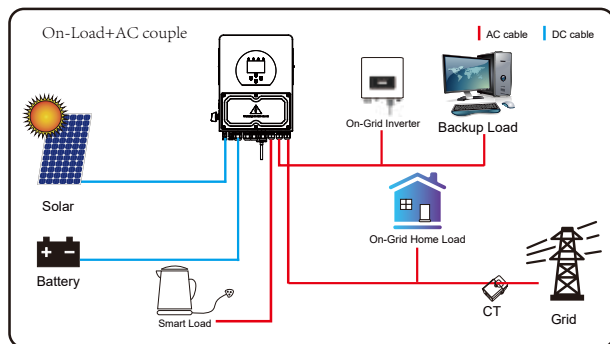 On-Load+AC couple
AC cable
DC cable
On-Grid Inverter
Backup Load
Solar
On-Grid Home Load
Battery
Smart Load
CT
Grid